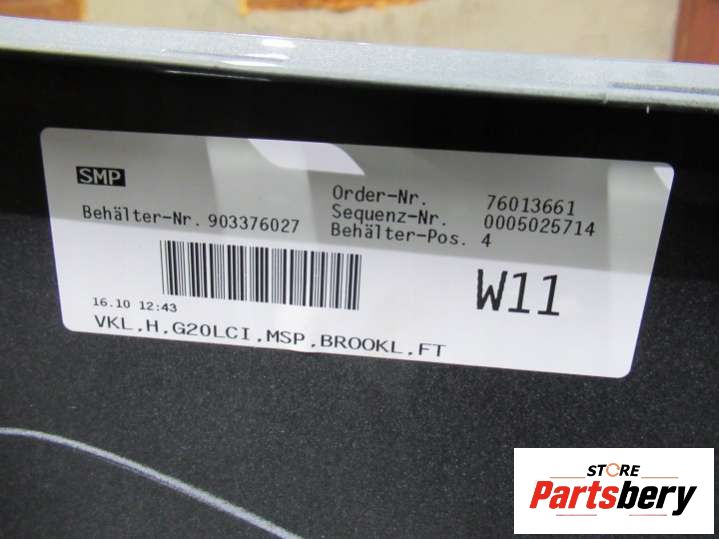 SMP
Order-Nr. 76013661
Behälter-Nr. 903376027 Sequenz-Nr. 0005025714
Behälter-Pos. 4
W11
16.10 12:43
VKL,H,G20LCI,MSP,BROOKL,FT
STORE
Partsbery